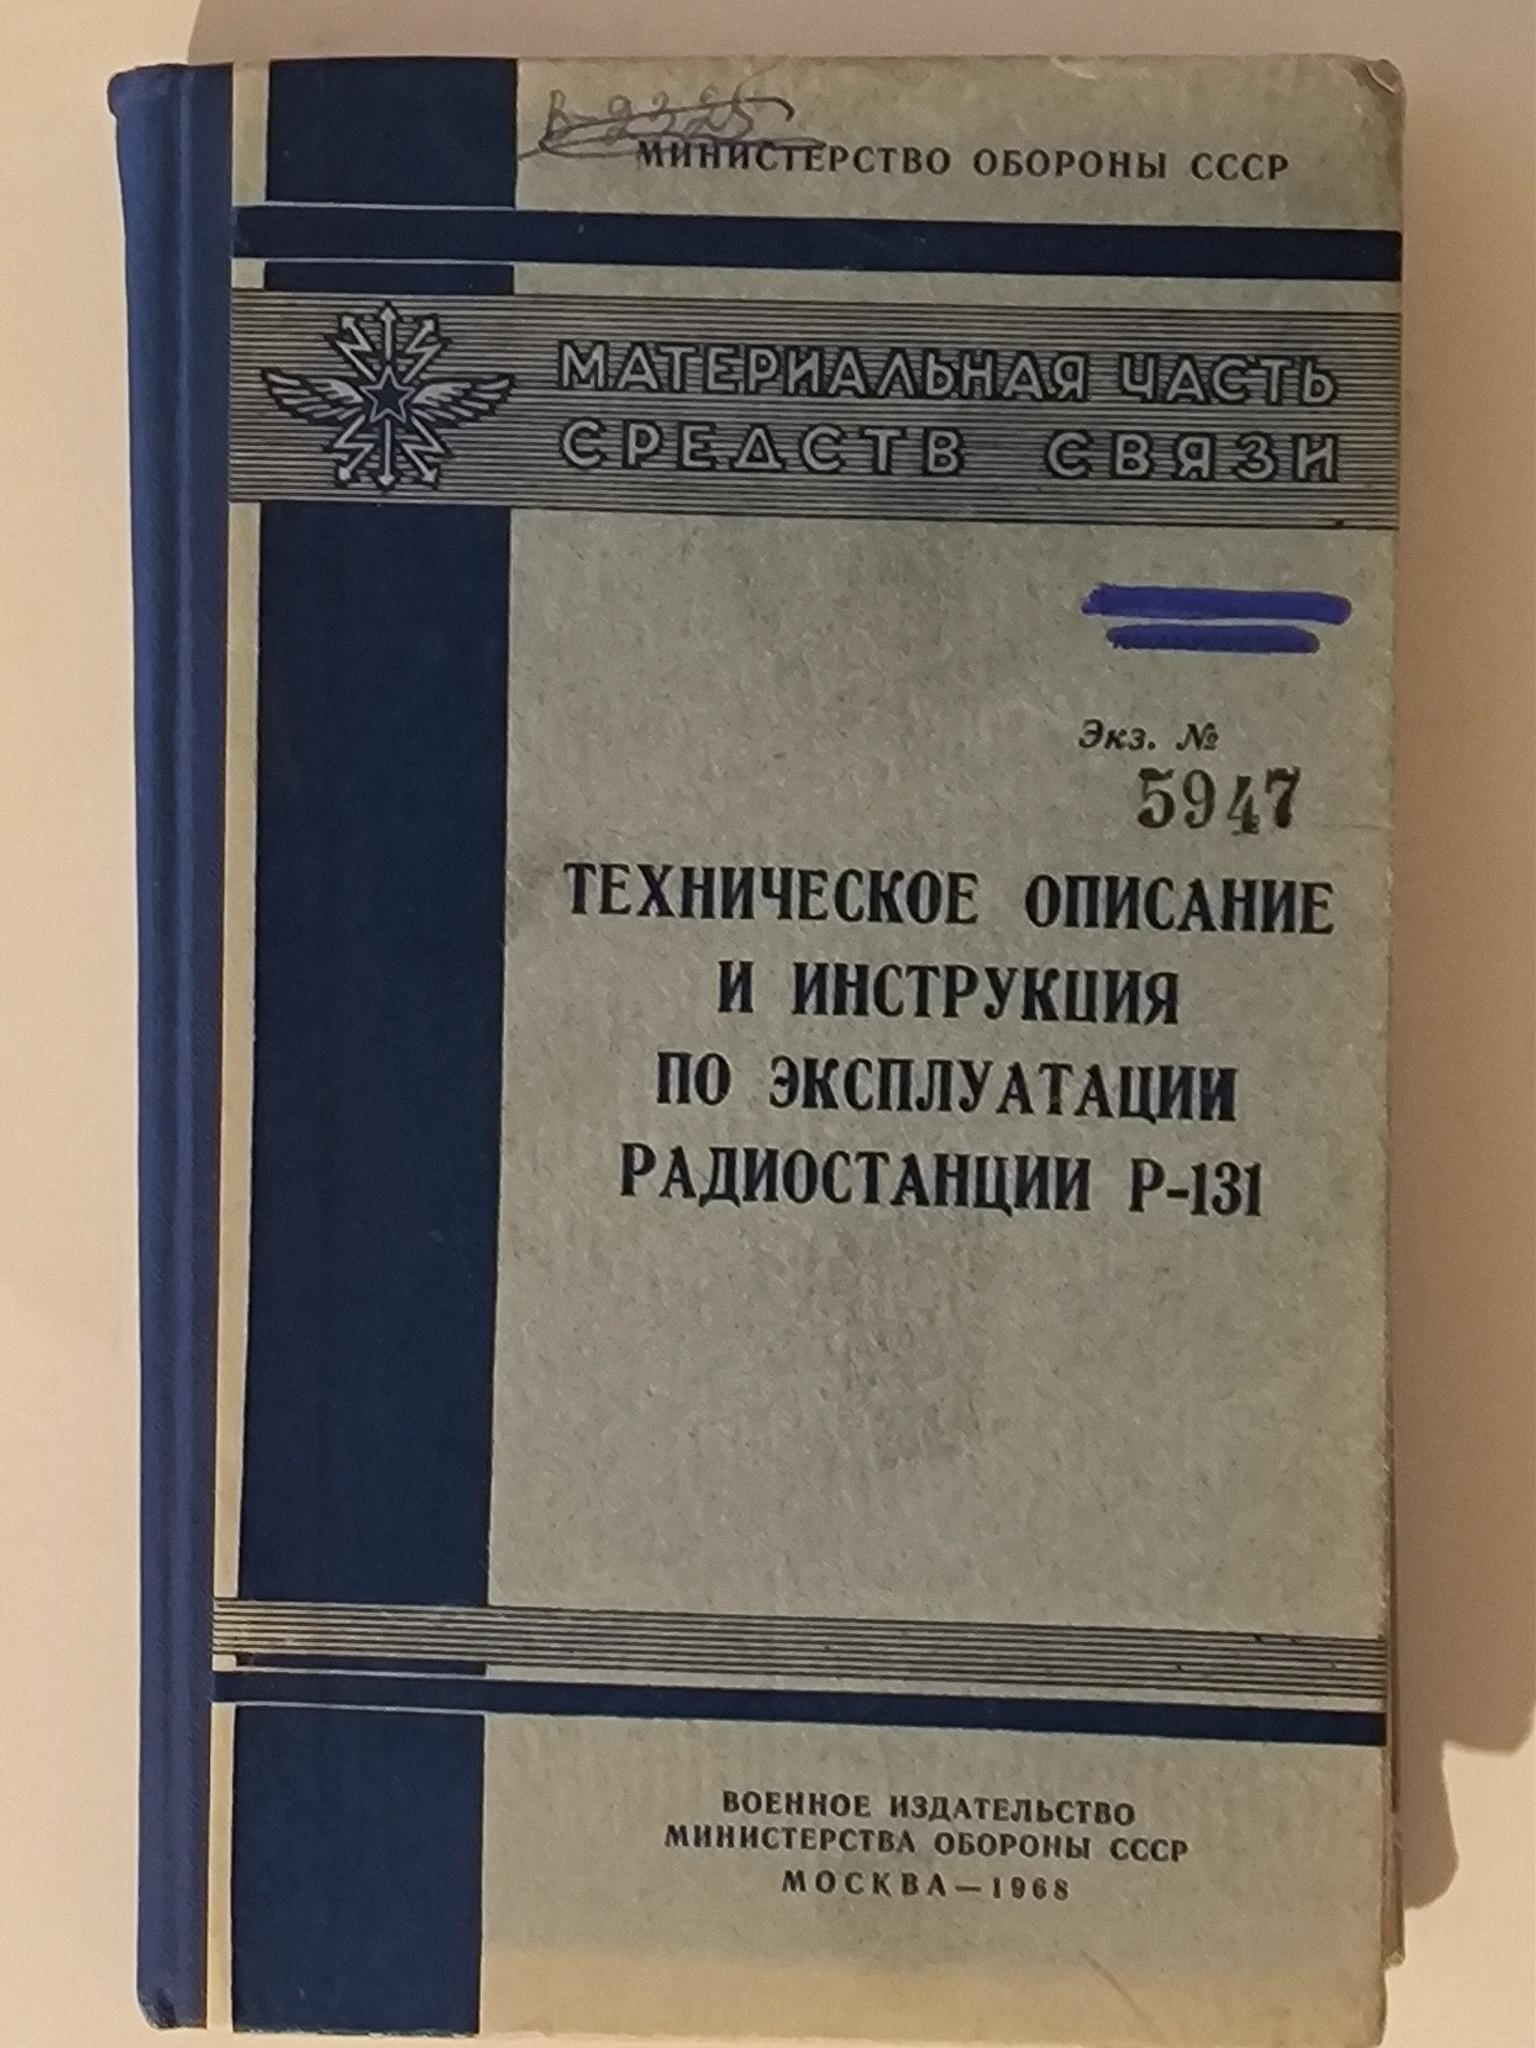 В-2325
МИНИСТЕРСТВО ОБОРОНЫ СССР
МАТЕРИАЛЬНАЯ ЧАСТЬ
СРЕДСТВ СВЯЗИ
Экз. №
5947
ТЕХНИЧЕСКОЕ ОПИСАНИЕ
И ИНСТРУКЦИЯ
ПО ЭКСПЛУАТАЦИИ
РАДИОСТАНЦИИ Р-131
ВОЕННОЕ ИЗДАТЕЛЬСТВО
МИНИСТЕРСТВА ОБОРОНЫ СССР
МОСКВА—1968